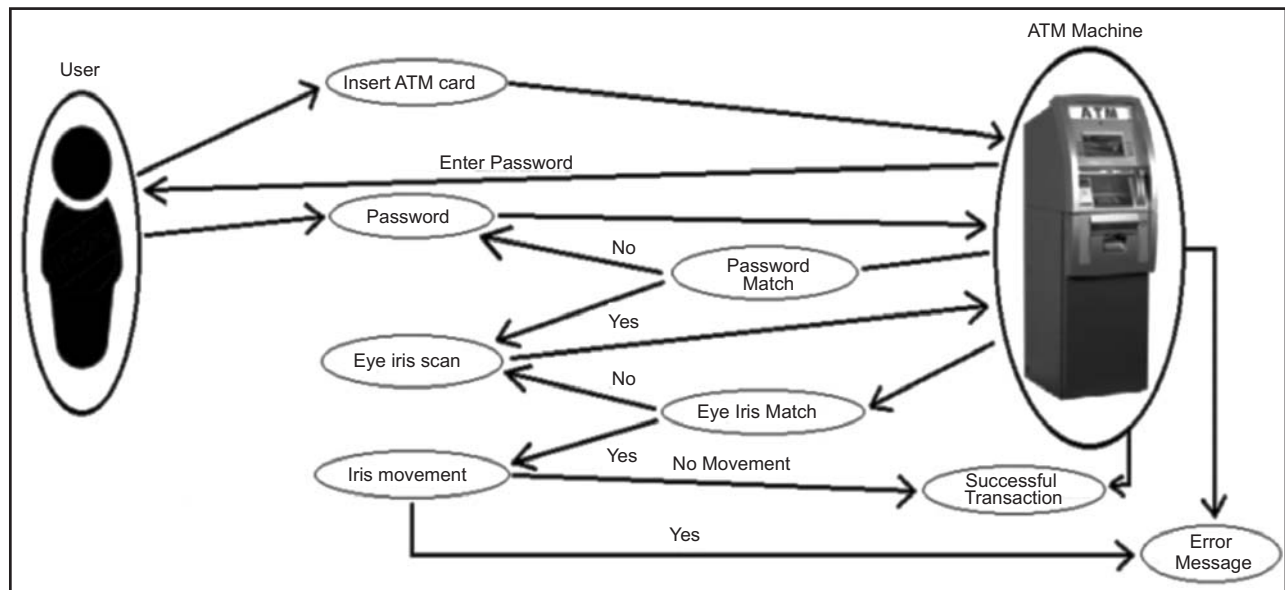 ATM Machine
User
Insert ATM card
ATM
Enter Password
Password
No
Password
Match
Yes
Eye iris scan
No
Eye Iris Match
Yes
No Movement
Iris movement
Successful
Transaction
Yes
Error
Message